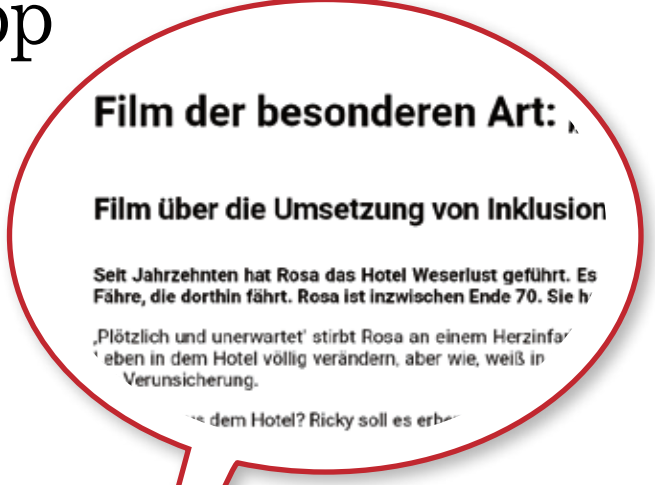 op
Film der besonderen Art:
Film über die Umsetzung von Inklusion
Seit Jahrzehnten hat Rosa das Hotel Weserlust geführt. Es
Fähre, die dorthin fährt. Rosa ist inzwischen Ende 70. Sie
‚Plötzlich und unerwartet' stirbt Rosa an einem
eben in dem Hotel völlig verändern, aber wie, weiß
Verunsicherung.
dem Hotel? Ricky soll es